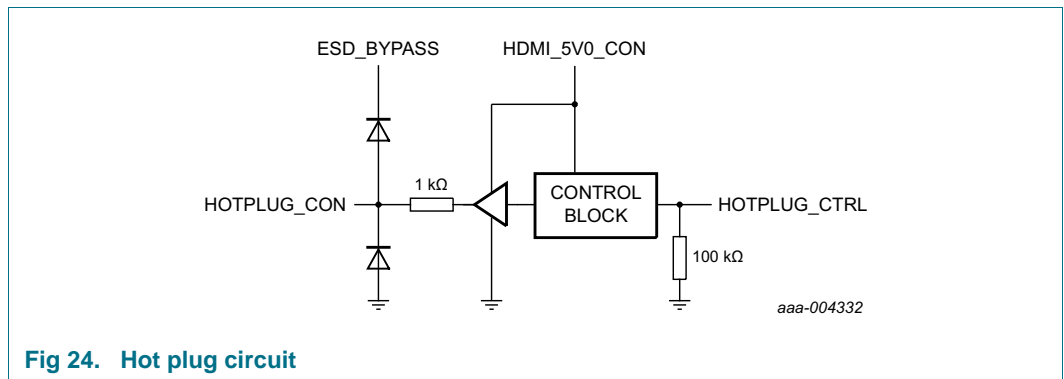 ESD_BYPASS
HDMI_5V0_CON
HOTPLUG_CON
1 kΩ
CONTROL
BLOCK
HOTPLUG_CTRL
100 kΩ
aaa-004332
Fig 24. Hot plug circuit